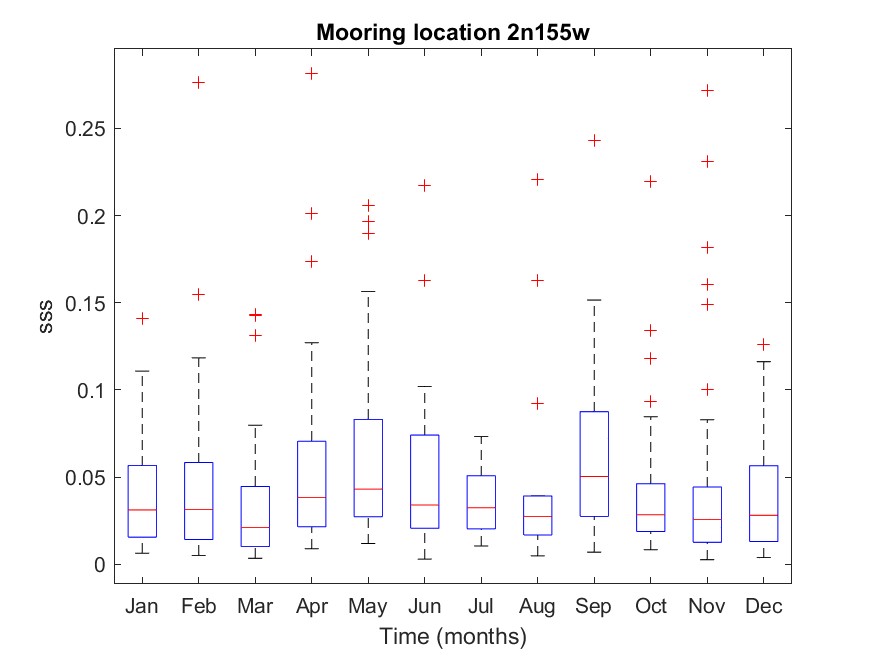 Mooring location 2n155w
0.25
0.2
0.15
0.1
0.05
0
sss
Jan Feb Mar Apr May Jun Jul Aug Sep Oct Nov Dec
Time (months)